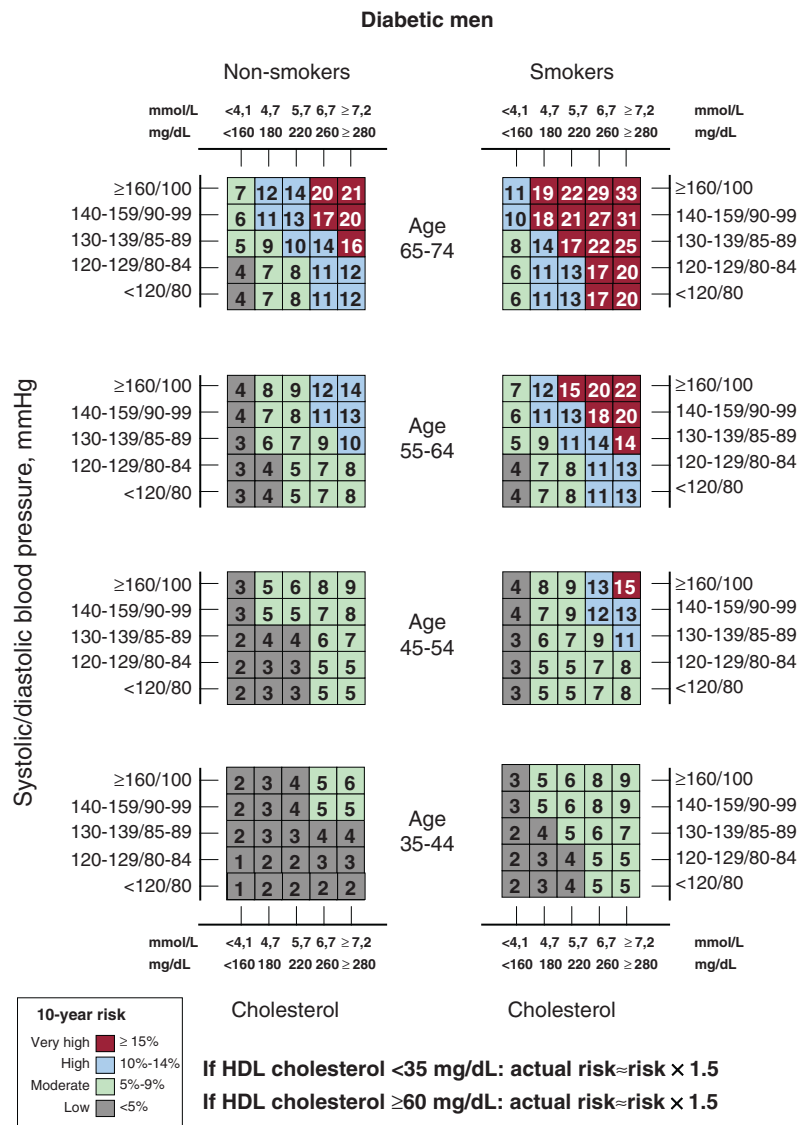 Diabetic men
Non-smokers Smokers
mmol/L <4,1 4,7 5,7 6,7 ≥ 7,2 <4,1 4,7 5,7 6,7 ≥ 7,2 mmol/L
mg/dL <160 180 220 260 ≥ 280 <160 180 220 260 ≥ 280 mg/dL
Systolic/diastolic blood pressure, mmHg
≥160/100 7 12 14 20 21 11 19 22 29 33 ≥160/100
140-159/90-99 6 11 13 17 20 Age 10 18 21 27 31 140-159/90-99
130-139/85-89 5 9 10 14 16 65-74 8 14 17 22 25 130-139/85-89
120-129/80-84 4 7 8 11 12 6 11 13 17 20 120-129/80-84
<120/80 4 7 8 11 12 6 11 13 17 20 <120/80
≥160/100 4 8 9 12 14 7 12 15 20 22 ≥160/100
140-159/90-99 4 7 8 11 13 Age 6 11 13 18 20 140-159/90-99
130-139/85-89 3 6 7 9 10 55-64 5 9 11 14 14 130-139/85-89
120-129/80-84 3 4 5 7 8 4 7 8 11 13 120-129/80-84
<120/80 3 4 5 7 8 4 7 8 11 13 <120/80
≥160/100 3 5 6 8 9 4 8 9 13 15 ≥160/100
140-159/90-99 3 5 5 7 8 Age 4 7 9 12 13 140-159/90-99
130-139/85-89 2 4 4 6 7 45-54 3 6 7 9 11 130-139/85-89
120-129/80-84 2 3 3 5 5 3 5 5 7 8 120-129/80-84
<120/80 2 3 3 5 5 3 5 5 7 8 <120/80
≥160/100 2 3 4 5 6 3 5 6 8 9 ≥160/100
140-159/90-99 2 3 4 5 5 Age 3 5 6 8 9 140-159/90-99
130-139/85-89 2 3 3 4 4 35-44 2 4 5 6 7 130-139/85-89
120-129/80-84 1 2 2 3 3 2 3 4 5 5 120-129/80-84
<120/80 1 2 2 2 2 2 3 4 5 5 <120/80
mmol/L <4,1 4,7 5,7 6,7 ≥ 7,2 <4,1 4,7 5,7 6,7 ≥ 7,2 mmol/L
mg/dL <160 180 220 260 ≥ 280 <160 180 220 260 ≥ 280 mg/dL
Cholesterol Cholesterol
10-year risk
Very high ≥ 15%
High 10%-14%
Moderate 5%-9%
Low <5%
If HDL cholesterol <35 mg/dL: actual risk≈risk × 1.5
If HDL cholesterol ≥60 mg/dL: actual risk≈risk × 1.5